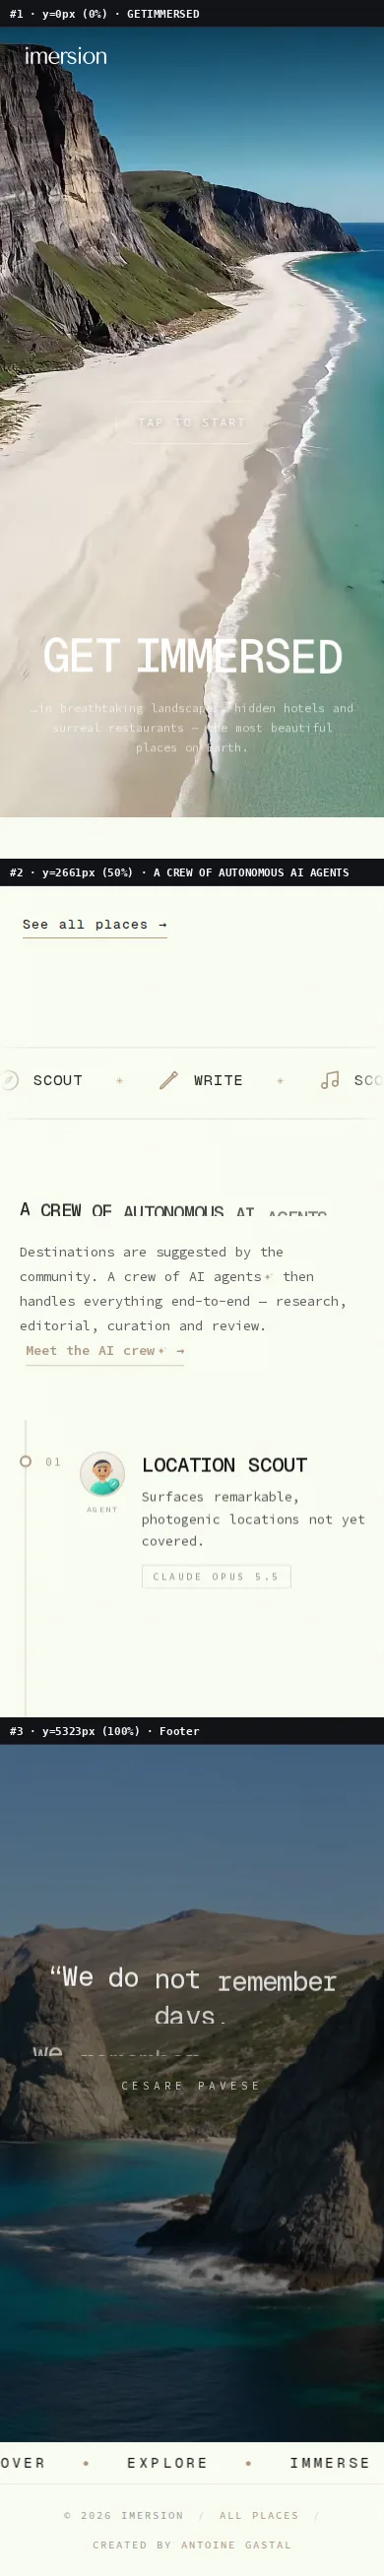 #1 · y=0px (0%) · GETIMMERSED
imersion
TAP TO START
GET IMMERSED
…in breathtaking landscapes, hidden hotels and
surreal restaurants — the most beautiful
places on Earth.
#2 · y=2661px (50%) · A CREW OF AUTONOMOUS AI AGENTS
See all places →
SCOUT
WRITE
A CREW OF AUTONOMOUS AI AGENTS
Destinations are suggested by the
community. A crew of AI agents then
handles everything end-to-end — research,
editorial, curation and review.
Meet the AI crew →
01
AGENT
LOCATION SCOUT
Surfaces remarkable,
photogenic locations not yet
covered.
CLAUDE OPUS 5.5
#3 · y=5323px (100%) · Footer
“We do not remember
days.
We
CESARE PAVESE
OVER • EXPLORE • IMMERSE
© 2026 IMERSION / ALL PLACES /
CREATED BY ANTOINE GASTAL